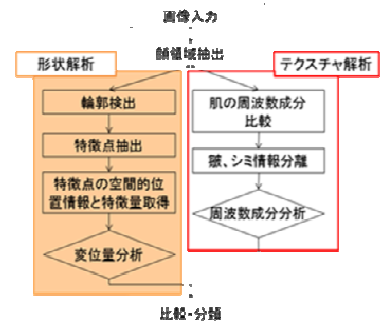 画像入力
顔領域抽出
形状解析
輪郭検出
特徴点抽出
特徴点の空間的位
置情報と特徴量取得
変位量分析
テクスチャ解析
肌の周波数成分
比較
皺、シミ情報分離
周波数成分分析
比較・分類